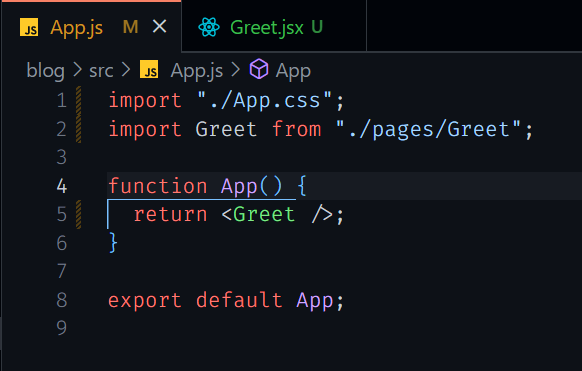 JS App.js M × Greet.jsx U
blog > src > JS App.js > App
1 import "./App.css";
2 import Greet from "./pages/Greet";
3
4 function App() {
5 return <Greet />;
6 }
7
8 export default App;
9